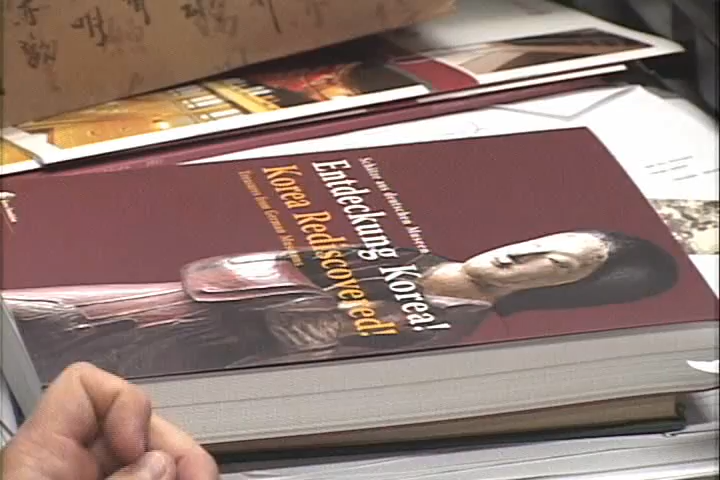 Schätze aus deutschen Museen
Entdeckung Korea!
Korea Rediscovered!
Treasures from German Museums